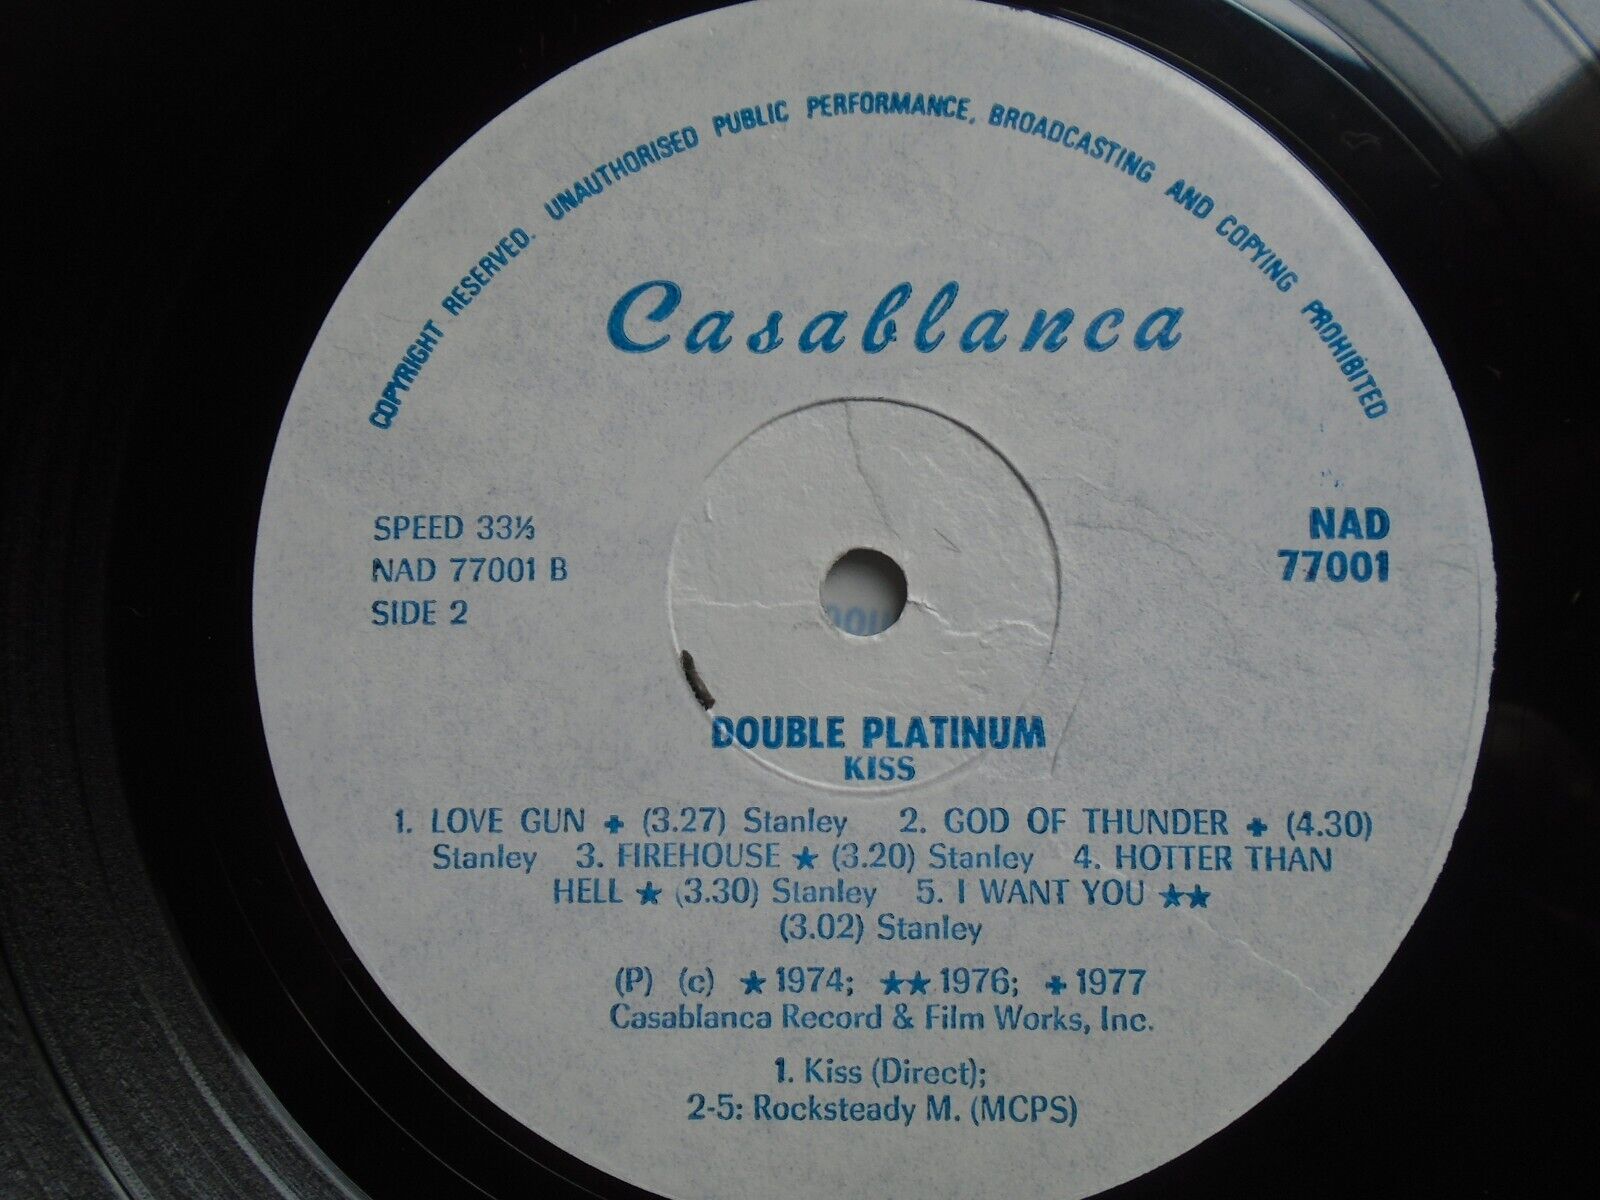 COPYRIGHT RESERVED. UNAUTHORISED PUBLIC PERFORMANCE, BROADCASTING AND COPYING PROHIBITED
Casablanca
SPEED 33⅓
NAD 77001 B
SIDE 2
NAD
77001
DOUBLE PLATINUM
KISS
1. LOVE GUN ✚ (3.27) Stanley 2. GOD OF THUNDER ✚ (4.30)
Stanley 3. FIREHOUSE ★ (3.20) Stanley 4. HOTTER THAN
HELL ★ (3.30) Stanley 5. I WANT YOU ★★
(3.02) Stanley
(P) (c) ★ 1974; ★★ 1976; ✚ 1977
Casablanca Record & Film Works, Inc.
1. Kiss (Direct);
2-5: Rocksteady M. (MCPS)